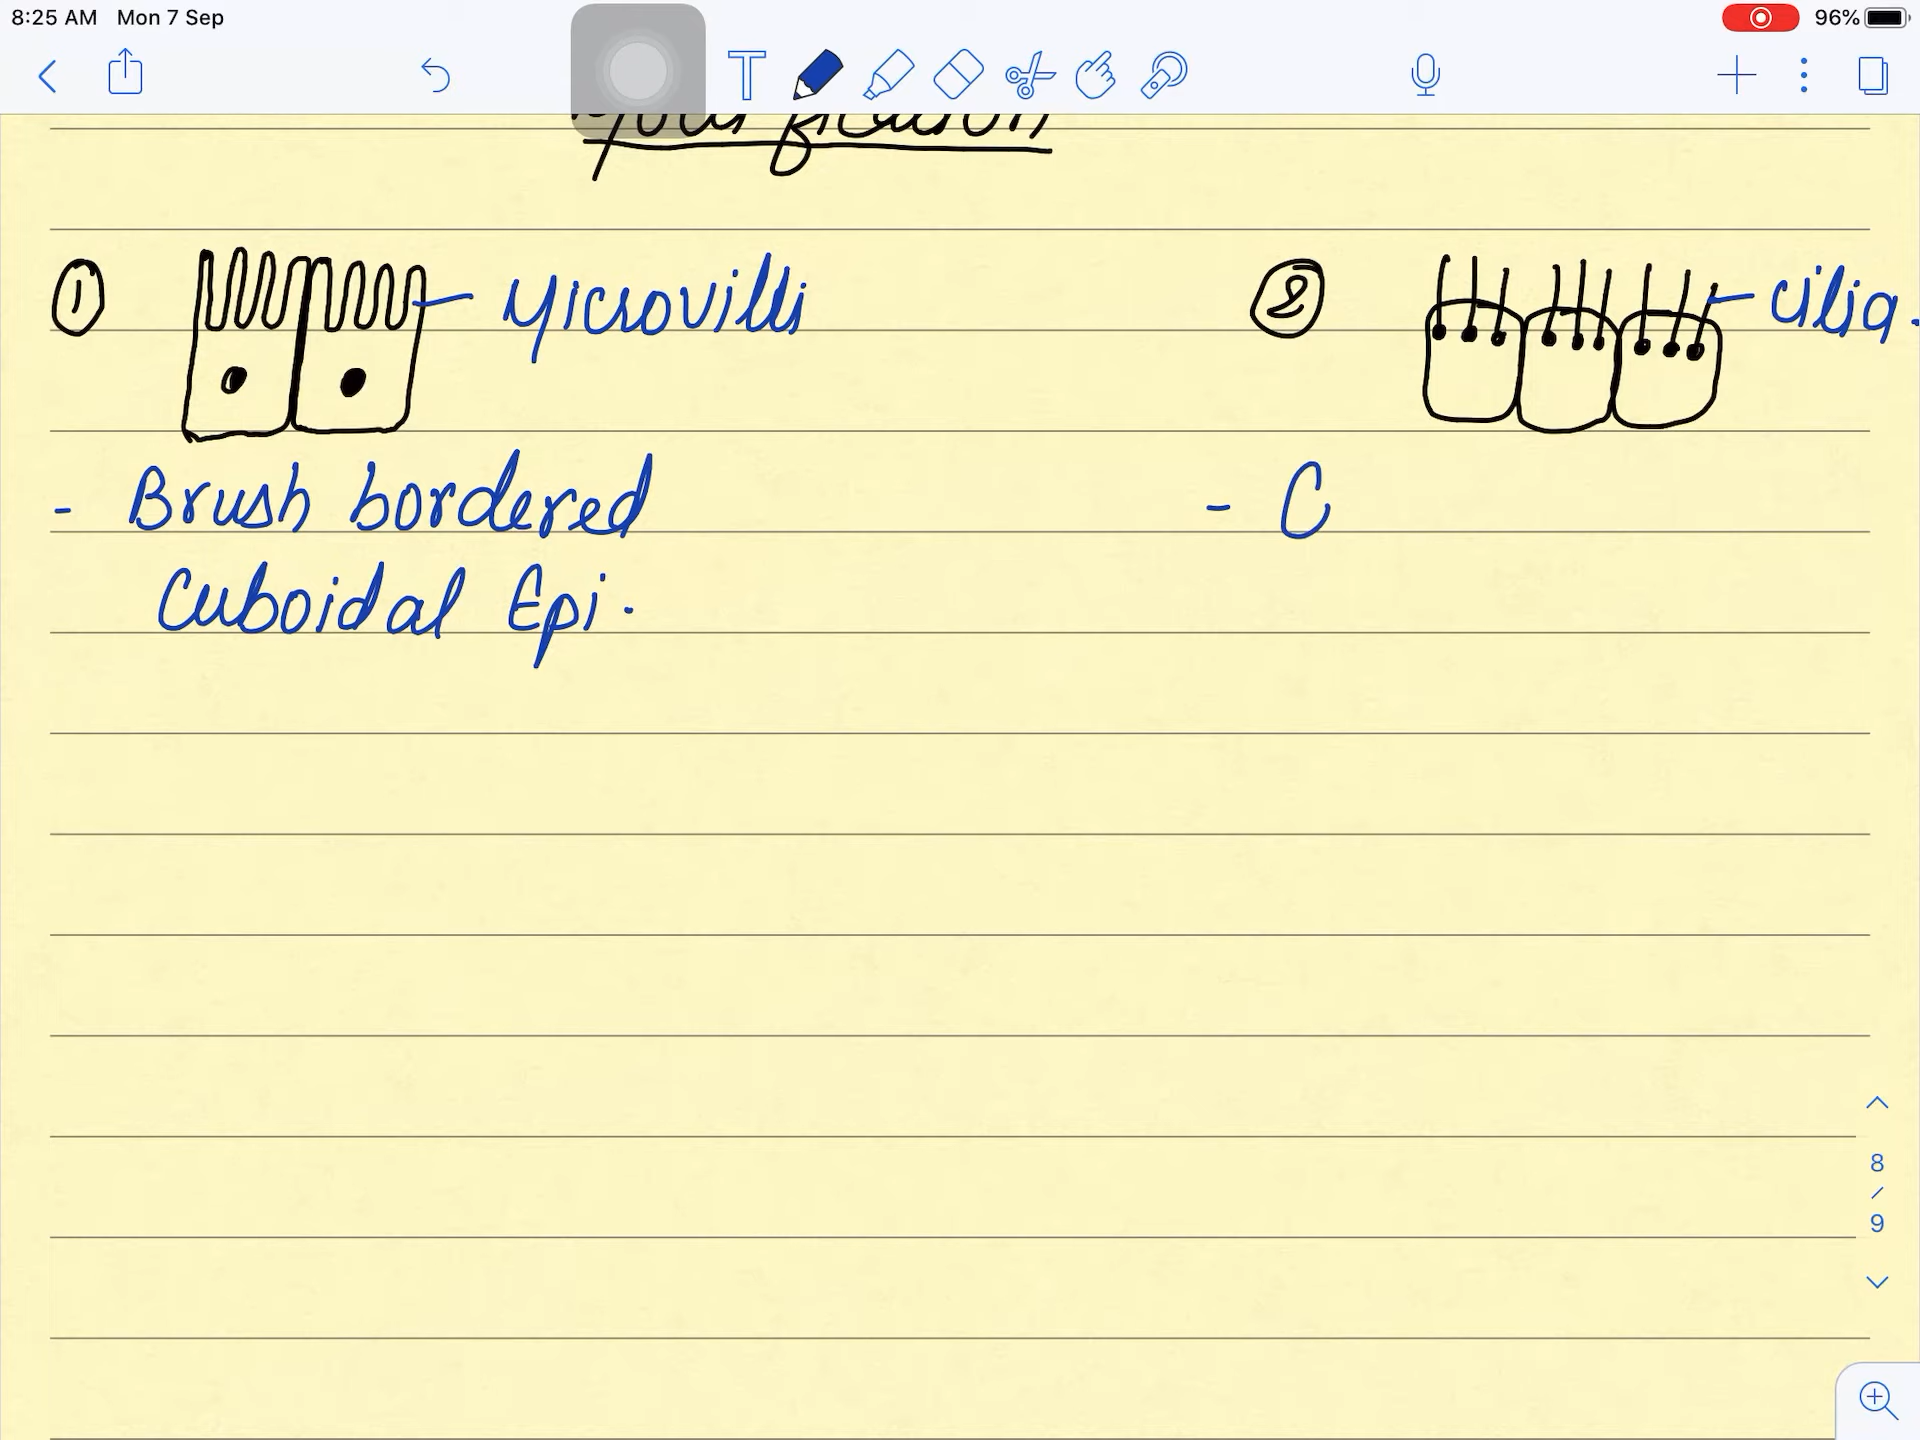 8:25 AM Mon 7 Sep
96%
T
① Microvilli
② Cilia.
- Brush bordered
- C
Cuboidal Epi.
8
/
9